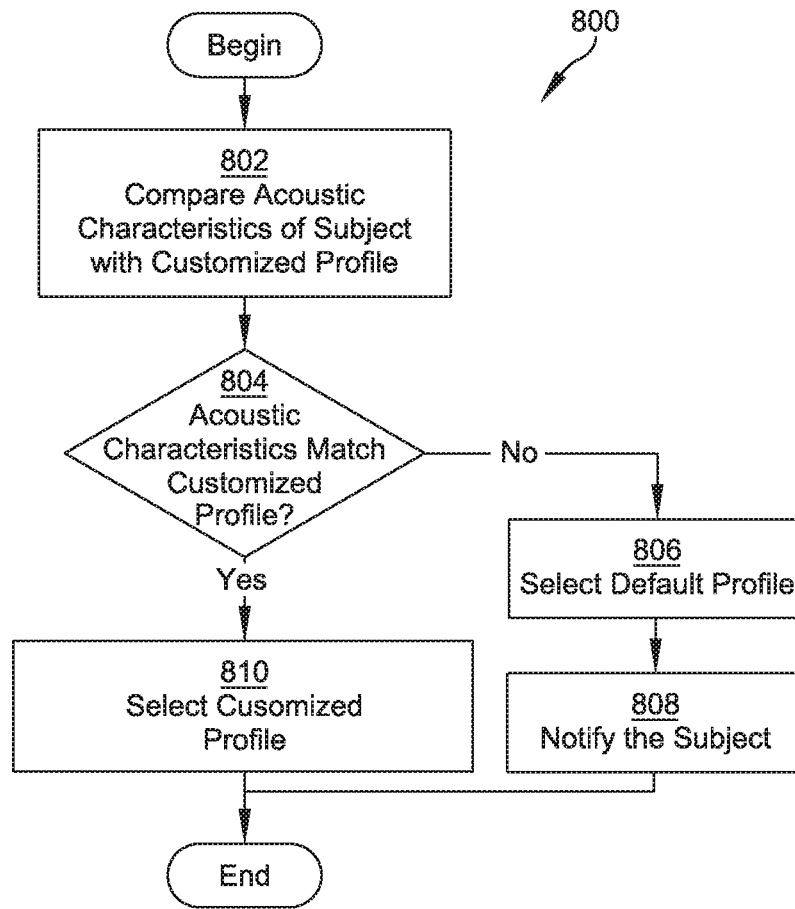 Begin
800
802
Compare Acoustic
Characteristics of Subject
with Customized Profile
804
Acoustic
Characteristics Match
Customized
Profile?
No
Yes
806
Select Default Profile
810
Select Cusomized
Profile
808
Notify the Subject
End